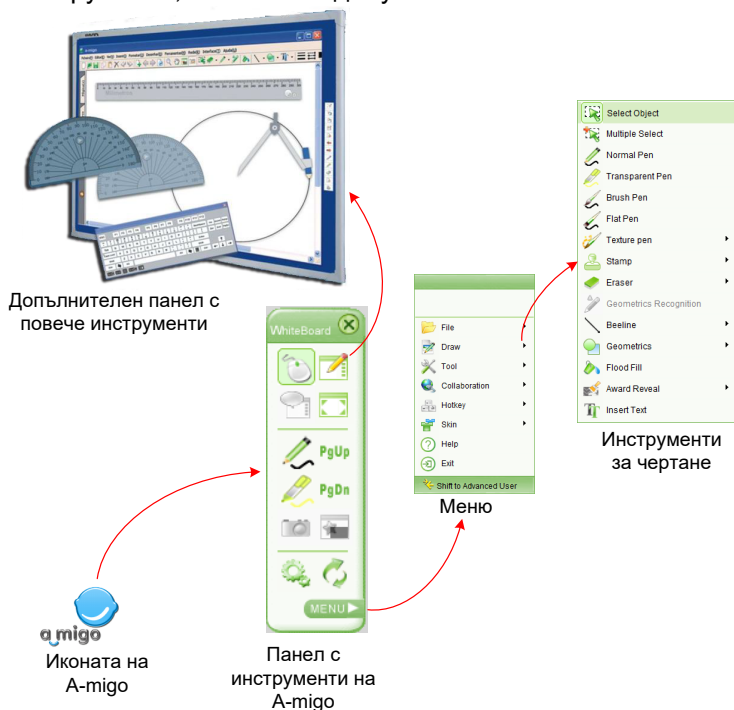 Допълнителен панел с
повече инструменти
WhiteBoard
PgUp
PgDn
MENU
a.migo
Иконата на
A-migo
Панел с
инструменти на
A-migo
File
Draw
Tool
Collaboration
Hotkey
Skin
Help
Exit
Shift to Advanced User
Меню
Select Object
Multiple Select
Normal Pen
Transparent Pen
Brush Pen
Flat Pen
Texture pen
Stamp
Eraser
Geometrics Recognition
Beeline
Geometrics
Flood Fill
Award Reveal
Insert Text
Инструменти
за чертане